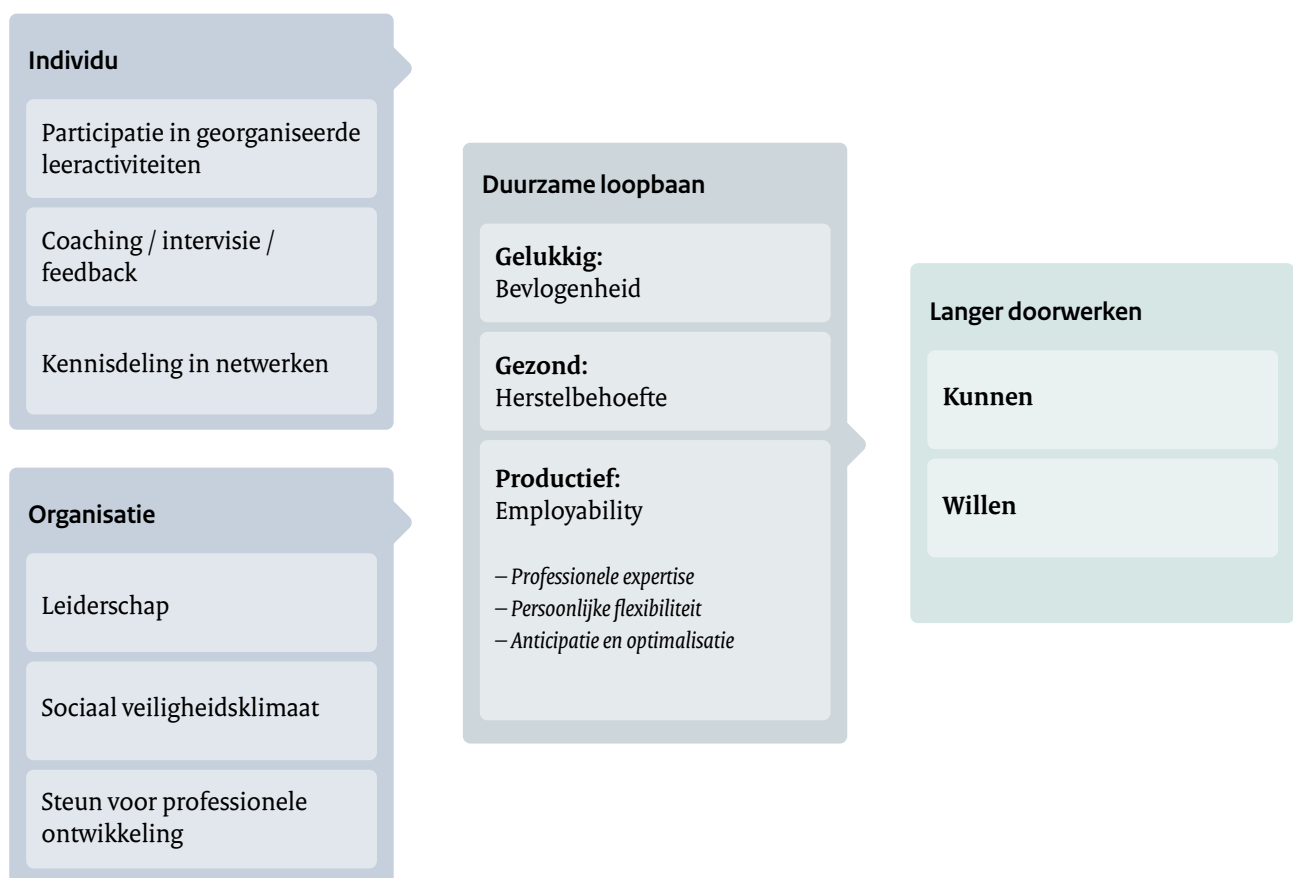 Individu
Participatie in georganiseerde
leeractiviteiten
Coaching / intervisie /
feedback
Kennisdeling in netwerken
Organisatie
Leiderschap
Sociaal veiligheidsklimaat
Steun voor professionele
ontwikkeling
Duurzame loopbaan
Gelukkig:
Bevlogenheid
Gezond:
Herstelbehoefte
Productief:
Employability
– Professionele expertise
– Persoonlijke flexibiliteit
– Anticipatie en optimalisatie
Langer doorwerken
Kunnen
Willen